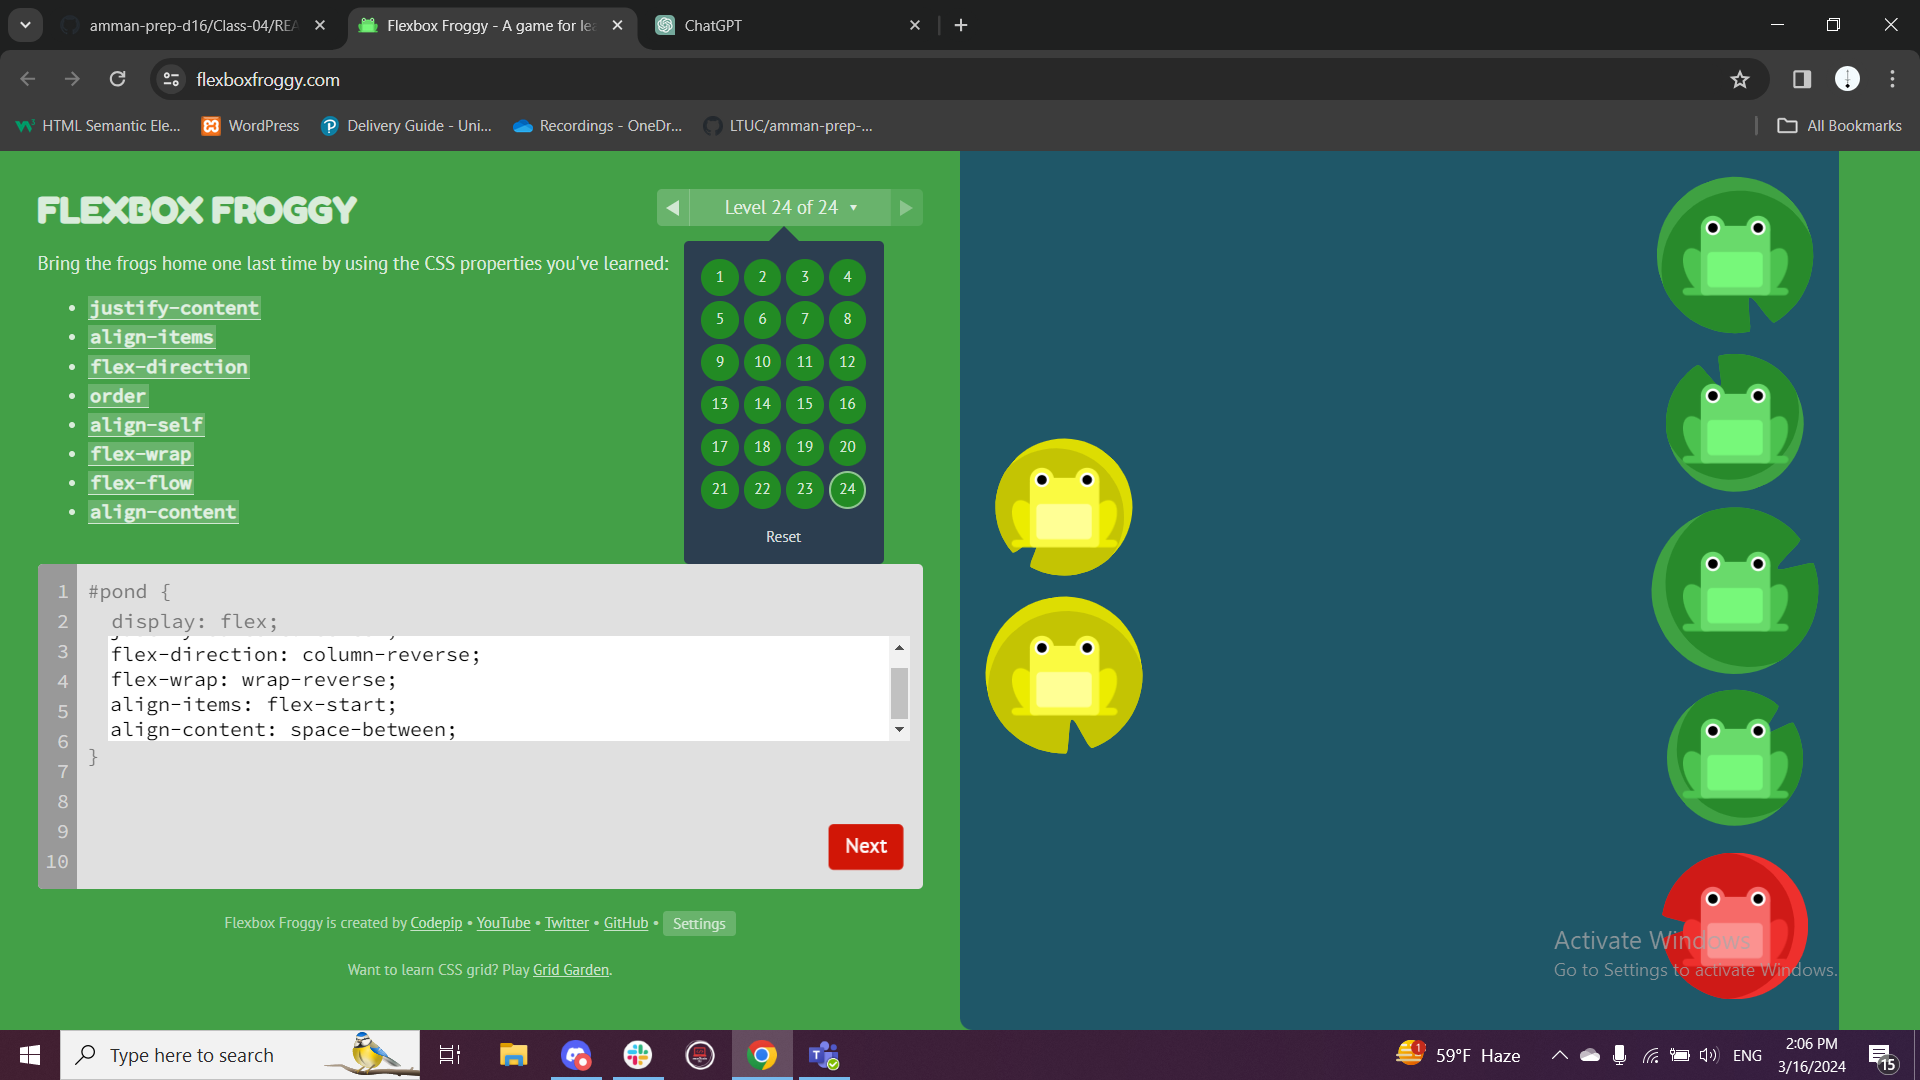 amman-prep-d16/Class-04/REA
Flexbox Froggy - A game for lea
ChatGPT
flexboxfroggy.com
HTML Semantic Ele...
WordPress
Delivery Guide - Uni...
Recordings - OneDr...
LTUC/amman-prep-...
All Bookmarks
FLEXBOX FROGGY
Level 24 of 24
Bring the frogs home one last time by using the CSS properties you've learned:
justify-content
align-items
flex-direction
order
align-self
flex-wrap
flex-flow
align-content
1 2 3 4
5 6 7 8
9 10 11 12
13 14 15 16
17 18 19 20
21 22 23 24
Reset
1 #pond {
2 display: flex;
3 flex-direction: column-reverse;
4 flex-wrap: wrap-reverse;
5 align-items: flex-start;
6 align-content: space-between;
7 }
8
9
10
Next
Flexbox Froggy is created by Codepip • YouTube • Twitter • GitHub • Settings
Want to learn CSS grid? Play Grid Garden.
Activate Windows
Go to Settings to activate Windows.
Type here to search
1
59°F Haze
ENG
2:06 PM
3/16/2024
15